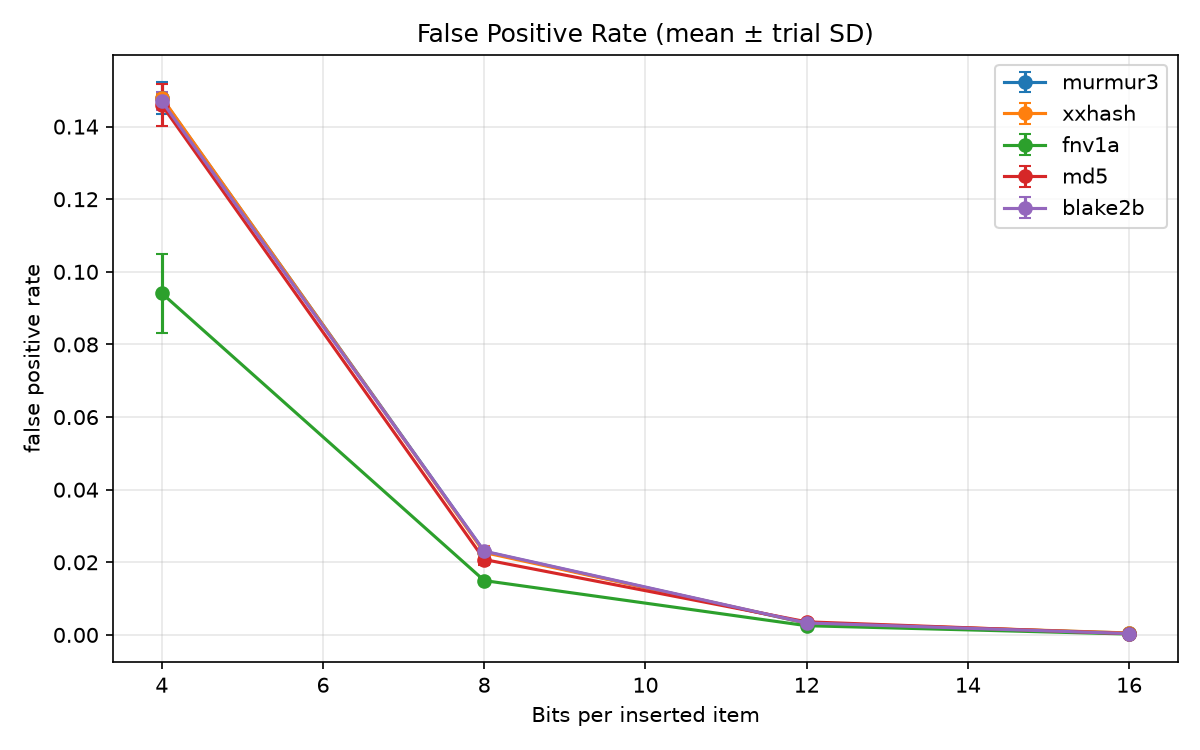 False Positive Rate (mean ± trial SD)
murmur3
xxhash
fnv1a
md5
blake2b
false positive rate
0.14
0.12
0.10
0.08
0.06
0.04
0.02
0.00
4 6 8 10 12 14 16
Bits per inserted item